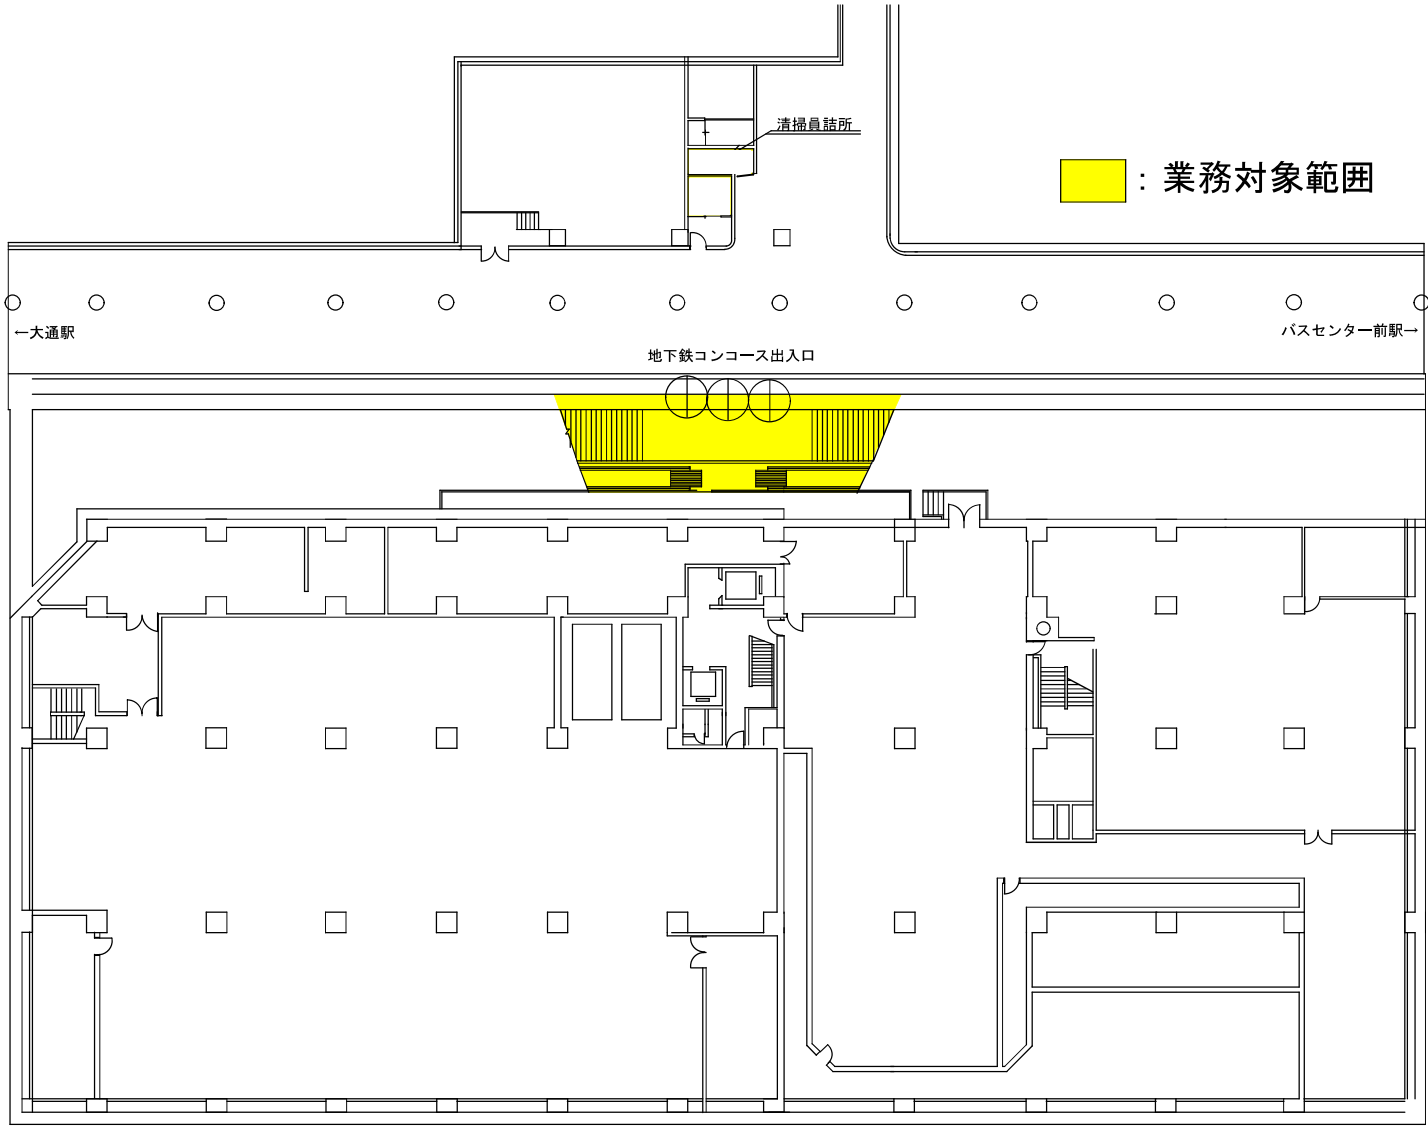 清掃員詰所
：業務対象範囲
←大通駅
バスセンター前駅→
地下鉄コンコース出入口